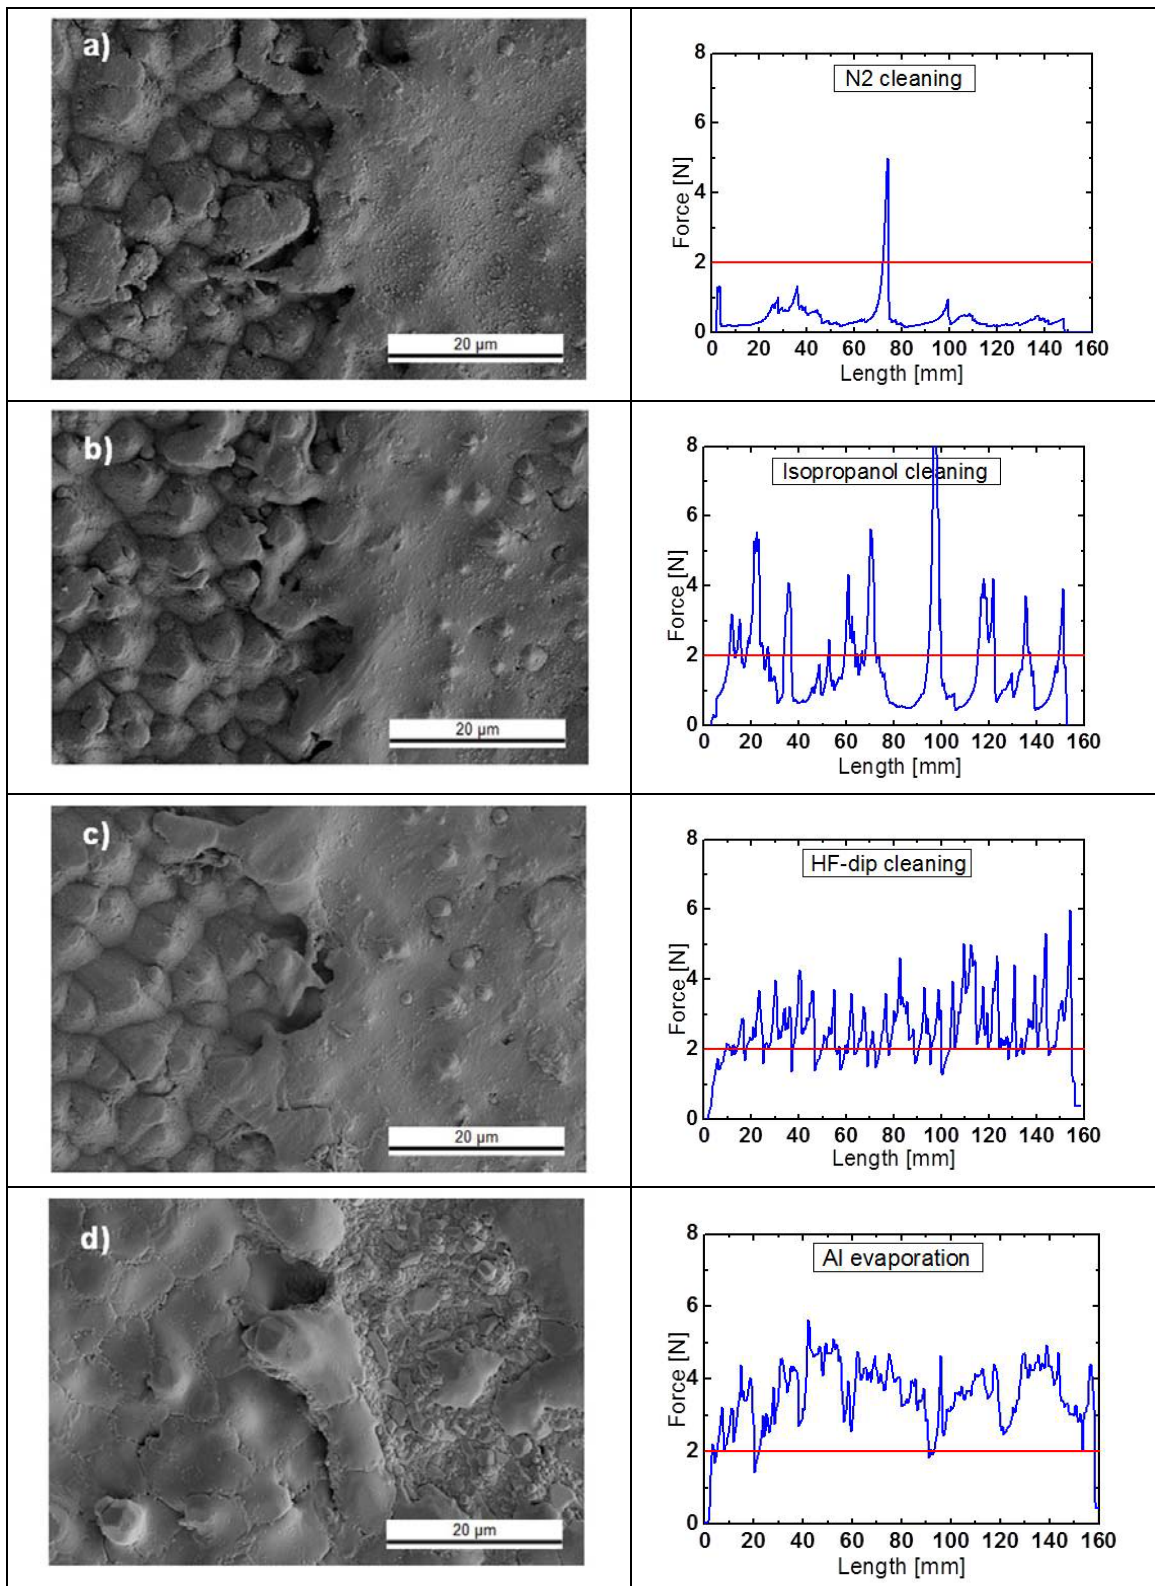 a)
20 µm
N2 cleaning
8
6
4
2
0
Force [N]
0 20 40 60 80 100 120 140 160
Length [mm]
b)
20 µm
Isopropanol cleaning
8
6
4
2
0
Force [N]
0 20 40 60 80 100 120 140 160
Length [mm]
c)
20 µm
HF-dip cleaning
8
6
4
2
0
Force [N]
0 20 40 60 80 100 120 140 160
Length [mm]
d)
20 µm
Al evaporation
8
6
4
2
0
Force [N]
0 20 40 60 80 100 120 140 160
Length [mm]